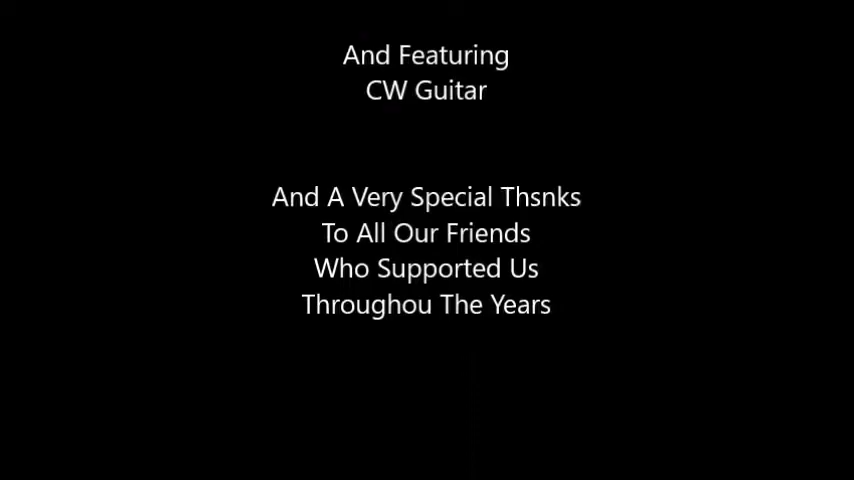 And Featuring
CW Guitar
And A Very Special Thsnks
To All Our Friends
Who Supported Us
Throughou The Years